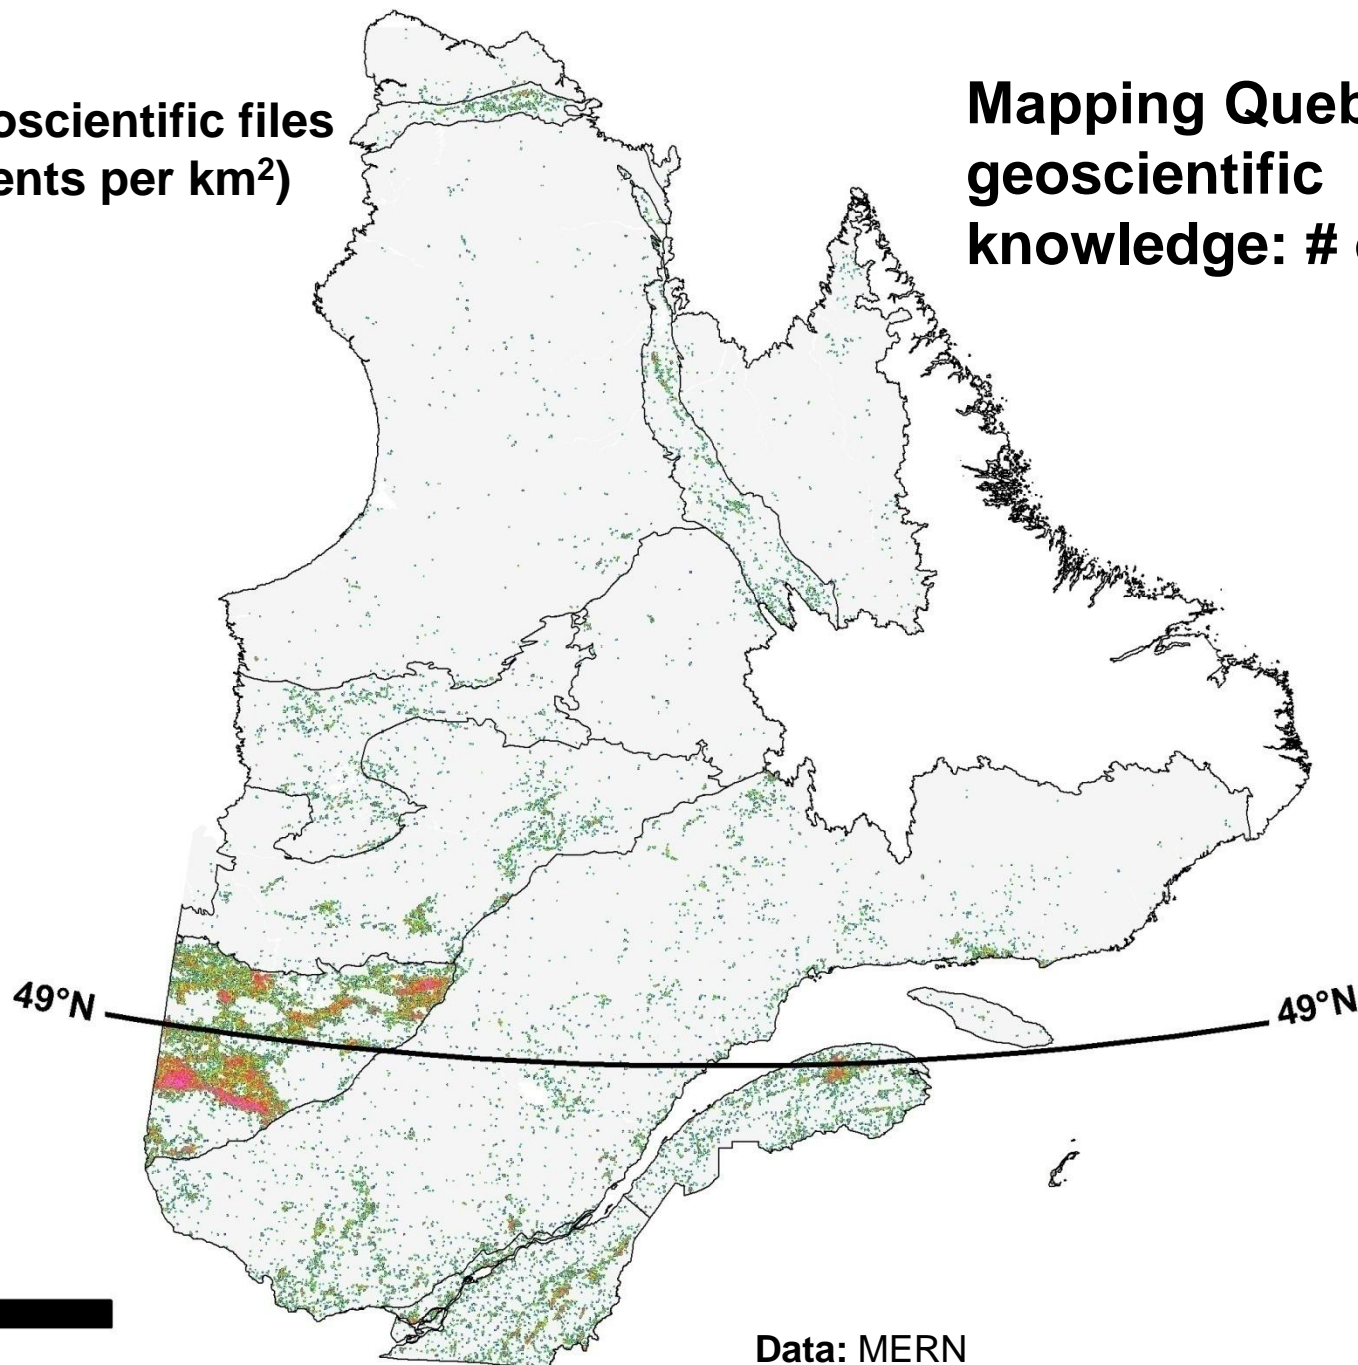 oscientific files
ents per km²)
Mapping Queb
geoscientific
knowledge: #
49°N
49°N
Data: MERN